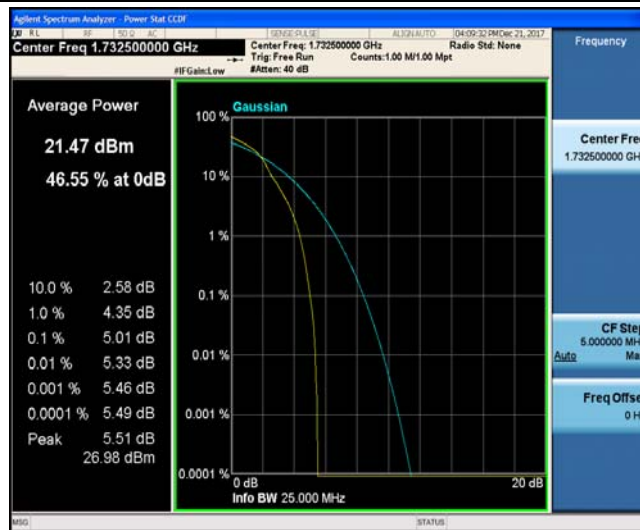 Agilent Spectrum Analyzer - Power Stat CCDF
RL RF 50 Ω AC SENSE:PULSE ALIGN AUTO 04:09:32 PM Dec 21, 2017
Center Freq 1.732500000 GHz
Center Freq: 1.732500000 GHz Radio Std: None
Trig: Free Run Counts:1.00 M/1.00 Mpt
#IFGain:Low #Atten: 40 dB
Frequency
Average Power
21.47 dBm
46.55 % at 0dB
10.0 % 2.58 dB
1.0 % 4.35 dB
0.1 % 5.01 dB
0.01 % 5.33 dB
0.001 % 5.46 dB
0.0001 % 5.49 dB
Peak 5.51 dB
26.98 dBm
Gaussian
100 %
10 %
1 %
0.1 %
0.01 %
0.001 %
0.0001 %
0 dB 20 dB
Info BW 25.000 MHz
Center Fre
1.732500000 GH
CF Ste
5.000000 MH
Auto Ma
Freq Offse
0 H
MSG STATUS